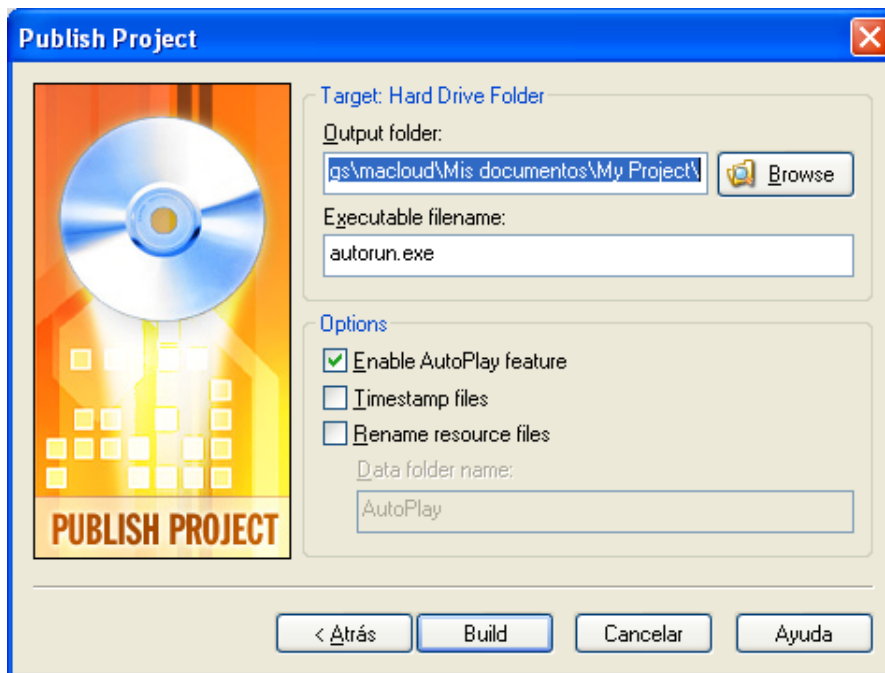 Publish Project
Target: Hard Drive Folder
Output folder:
gs\macloud\Mis documentos\My Project\
Browse
Executable filename:
autorun.exe
Options
Enable AutoPlay feature
Timestamp files
Rename resource files
Data folder name:
AutoPlay
PUBLISH PROJECT
< Atrás
Build
Cancelar
Ayuda